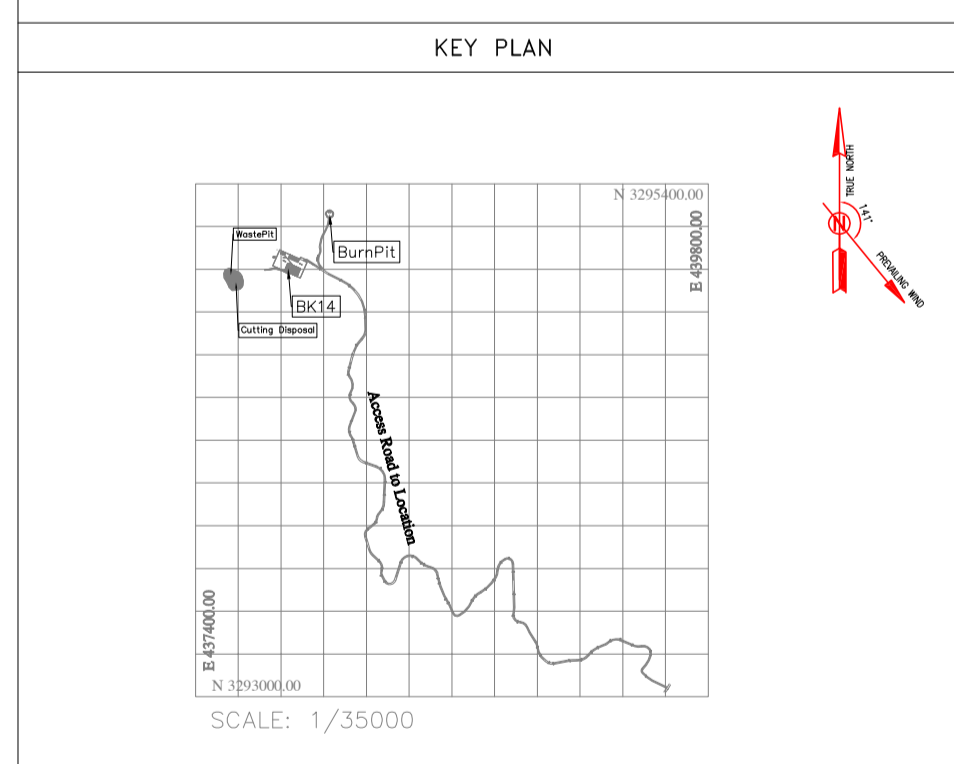 KEY PLAN
N 3295400.00
E 439800.00
TRUE NORTH
141°
N
PREVAILING WIND
WastePit
BurnPit
BK14
Cutting Disposal
Access Road to Location
E 437400.00
N 3293000.00
SCALE: 1/35000